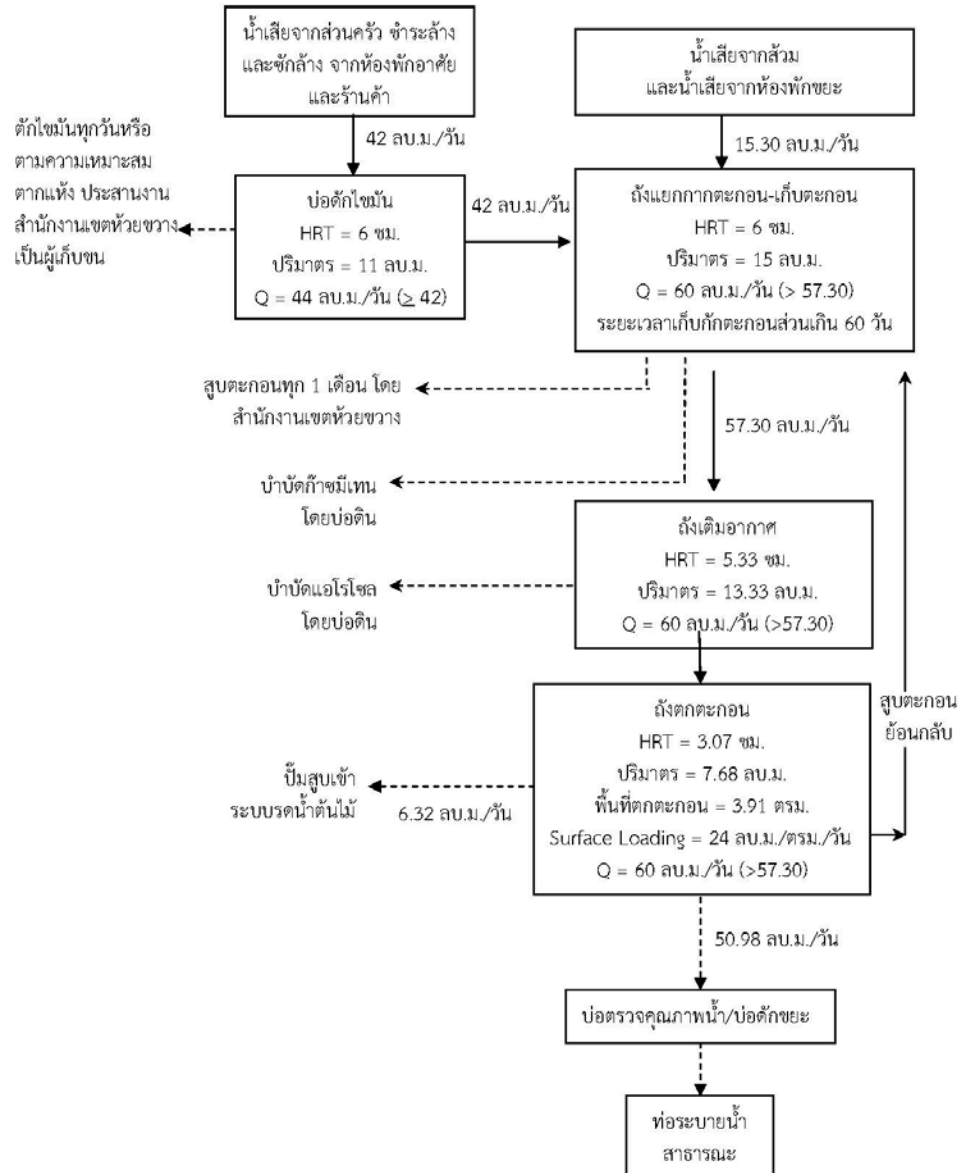 น้ำเสียจากส่วนครัว ชำระล้าง
และซักล้าง จากห้องพักอาศัย
และร้านค้า
น้ำเสียจากส้วม
และน้ำเสียจากห้องพักขยะ
42 ลบ.ม./วัน
15.30 ลบ.ม./วัน
ตักไขมันทุกวันหรือ
ตามความเหมาะสม
ตากแห้ง ประสานงาน
สำนักงานเขตห้วยขวาง
เป็นผู้เก็บขน
บ่อดักไขมัน
HRT = 6 ชม.
ปริมาตร = 11 ลบ.ม.
Q = 44 ลบ.ม./วัน (≥ 42)
42 ลบ.ม./วัน
ถังแยกกากตะกอน-เก็บตะกอน
HRT = 6 ชม.
ปริมาตร = 15 ลบ.ม.
Q = 60 ลบ.ม./วัน (> 57.30)
ระยะเวลาเก็บกักตะกอนส่วนเกิน 60 วัน
สูบตะกอนทุก 1 เดือน โดย
สำนักงานเขตห้วยขวาง
57.30 ลบ.ม./วัน
บำบัดก๊าซมีเทน
โดยบ่อดิน
ถังเติมอากาศ
HRT = 5.33 ชม.
ปริมาตร = 13.33 ลบ.ม.
Q = 60 ลบ.ม./วัน (>57.30)
บำบัดแอโรโซล
โดยบ่อดิน
ถังตกตะกอน
HRT = 3.07 ชม.
ปริมาตร = 7.68 ลบ.ม.
พื้นที่ตกตะกอน = 3.91 ตรม.
Surface Loading = 24 ลบ.ม./ตรม./วัน
Q = 60 ลบ.ม./วัน (>57.30)
สูบตะกอน
ย้อนกลับ
ปั๊มสูบเข้า
ระบบรดน้ำต้นไม้
6.32 ลบ.ม./วัน
50.98 ลบ.ม./วัน
บ่อตรวจคุณภาพน้ำ/บ่อดักขยะ
ท่อระบายน้ำ
สาธารณะ